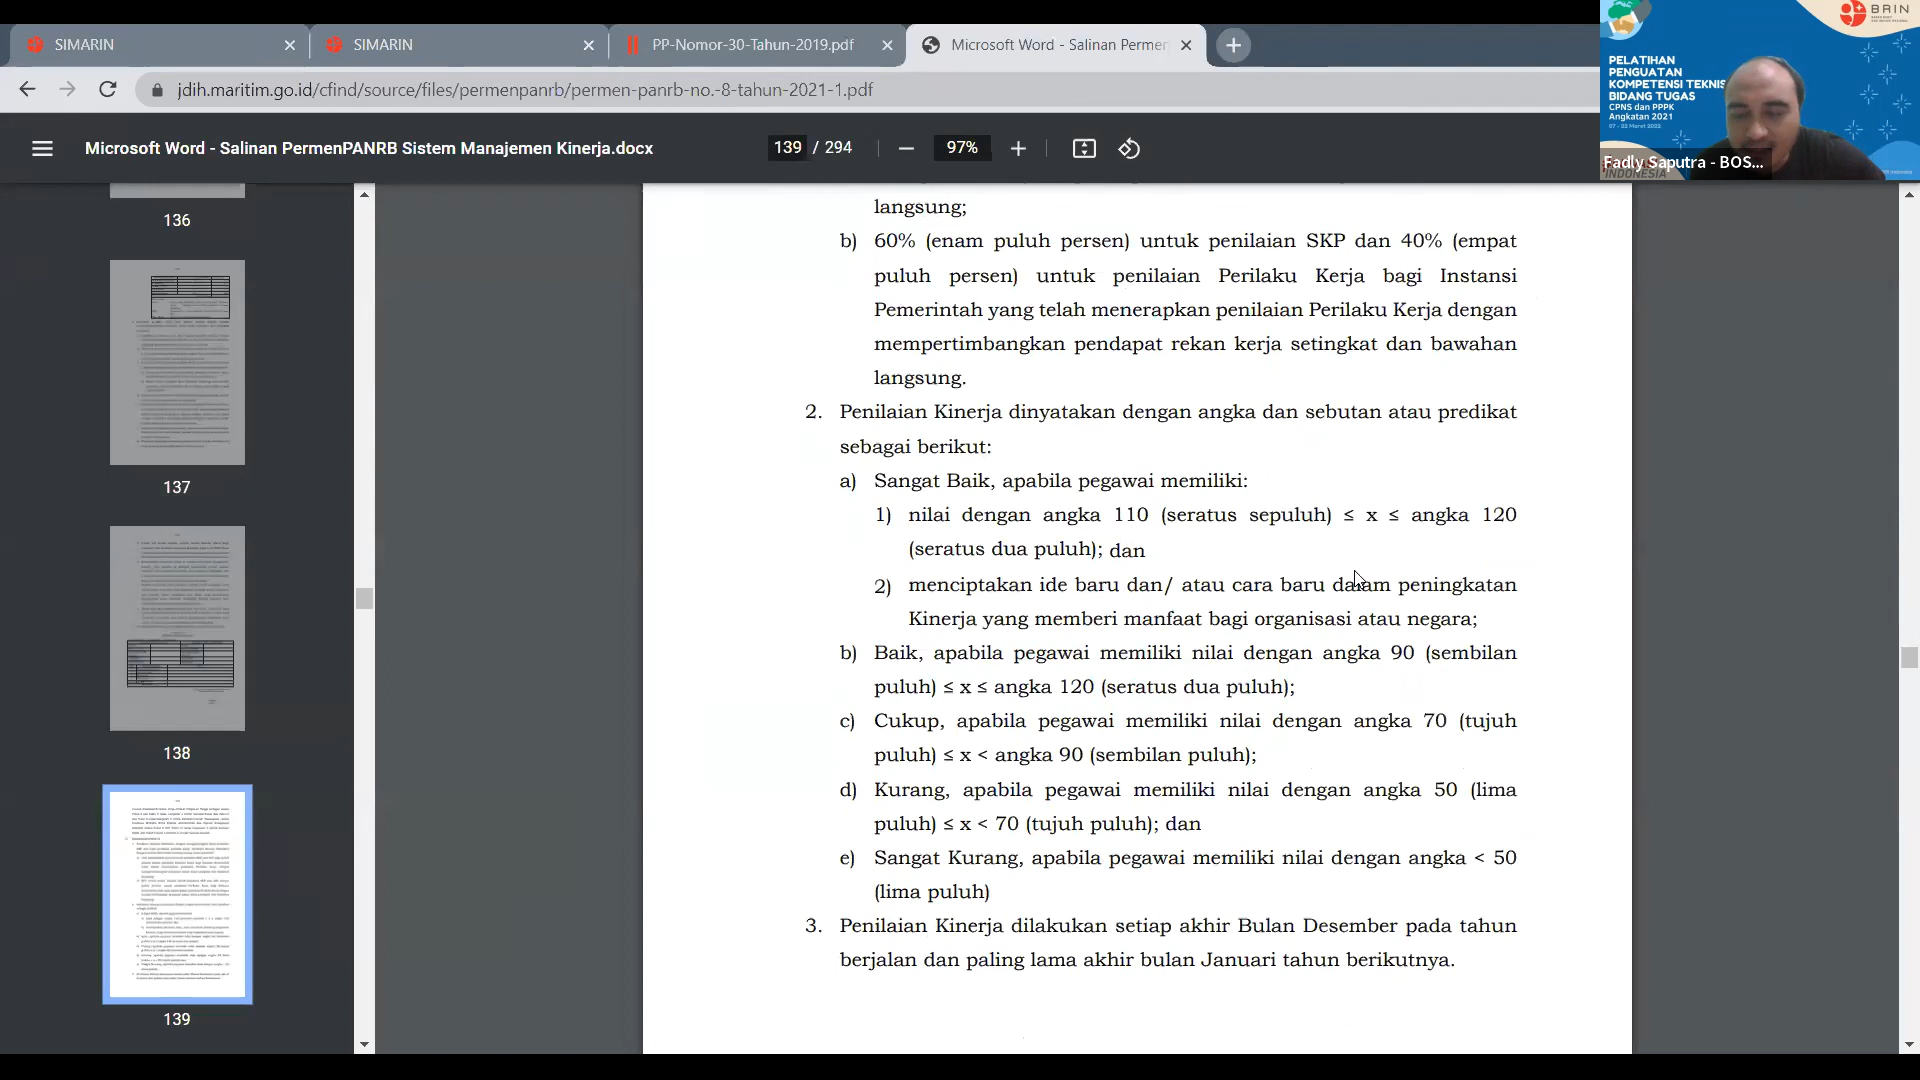 SIMARIN
SIMARIN
PP-Nomor-30-Tahun-2019.pdf
Microsoft Word - Salinan Permen
jdih.maritim.go.id/cfind/source/files/permenpanrb/permen-panrb-no.-8-tahun-2021-1.pdf
Microsoft Word - Salinan PermenPANRB Sistem Manajemen Kinerja.docx
139 / 294
97%
BRIN
PELATIHAN
PENGUATAN
KOMPETENSI TEKNIS
BIDANG TUGAS
CPNS dan PPPK
Angkatan 2021
07 - 23 Maret 2022
Fadly Saputra - BOS...
INDONESIA
136
137
138
139
langsung;
b) 60% (enam puluh persen) untuk penilaian SKP dan 40% (empat
puluh persen) untuk penilaian Perilaku Kerja bagi Instansi
Pemerintah yang telah menerapkan penilaian Perilaku Kerja dengan
mempertimbangkan pendapat rekan kerja setingkat dan bawahan
langsung.
2. Penilaian Kinerja dinyatakan dengan angka dan sebutan atau predikat
sebagai berikut:
a) Sangat Baik, apabila pegawai memiliki:
1) nilai dengan angka 110 (seratus sepuluh) ≤ x ≤ angka 120
(seratus dua puluh); dan
2) menciptakan ide baru dan/ atau cara baru dalam peningkatan
Kinerja yang memberi manfaat bagi organisasi atau negara;
b) Baik, apabila pegawai memiliki nilai dengan angka 90 (sembilan
puluh) ≤ x ≤ angka 120 (seratus dua puluh);
c) Cukup, apabila pegawai memiliki nilai dengan angka 70 (tujuh
puluh) ≤ x < angka 90 (sembilan puluh);
d) Kurang, apabila pegawai memiliki nilai dengan angka 50 (lima
puluh) ≤ x < 70 (tujuh puluh); dan
e) Sangat Kurang, apabila pegawai memiliki nilai dengan angka < 50
(lima puluh)
3. Penilaian Kinerja dilakukan setiap akhir Bulan Desember pada tahun
berjalan dan paling lama akhir bulan Januari tahun berikutnya.